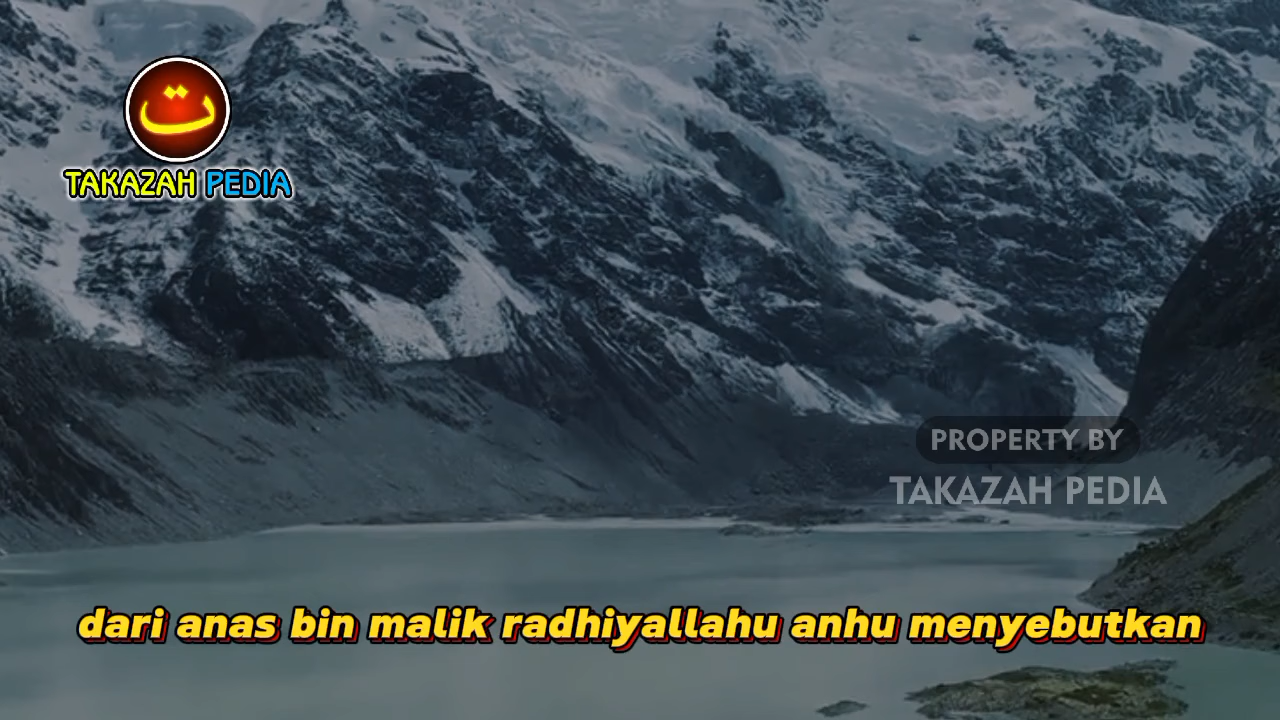 ت
TAKAZAH PEDIA
PROPERTY BY
TAKAZAH PEDIA
dari anas bin malik radhiyallahu anhu menyebutkan